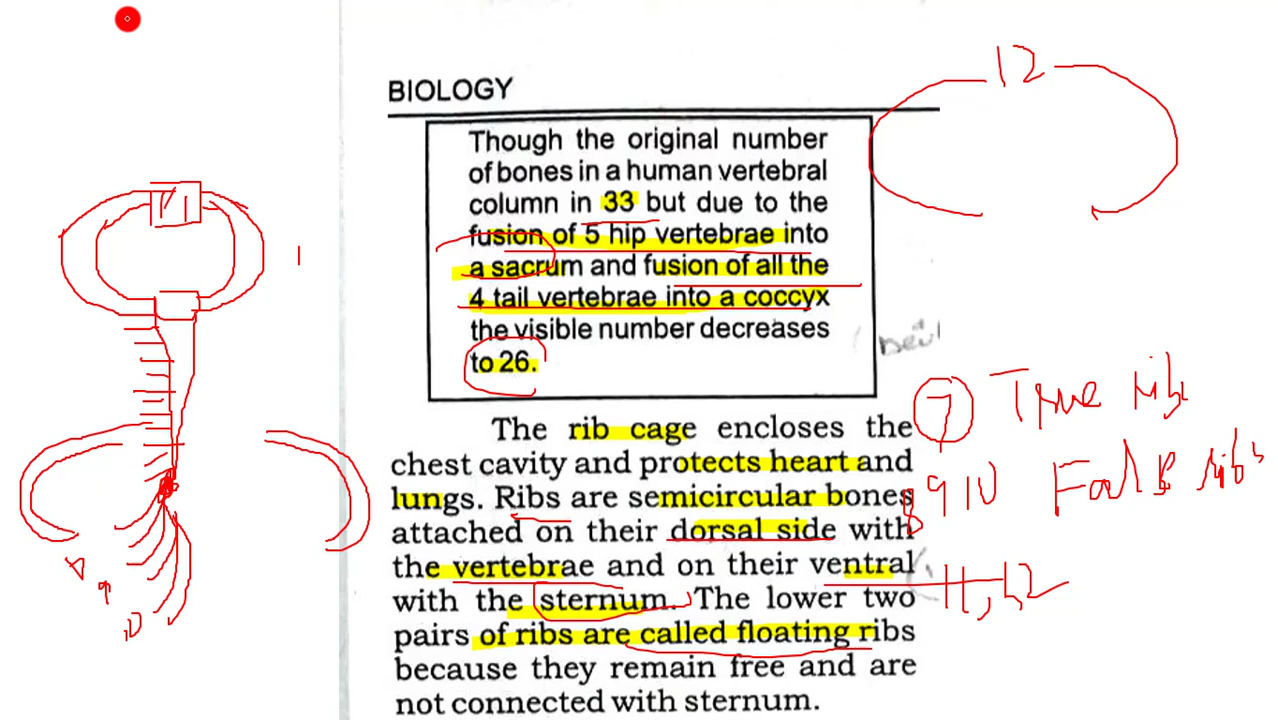 BIOLOGY
Though the original number
of bones in a human vertebral
column in 33 but due to the
fusion of 5 hip vertebrae into
a sacrum and fusion of all the
4 tail vertebrae into a coccyx
the visible number decreases
to 26.
The rib cage encloses the
chest cavity and protects heart and
lungs. Ribs are semicircular bones
attached on their dorsal side with
the vertebrae and on their ventral
with the sternum. The lower two
pairs of ribs are called floating ribs
because they remain free and are
not connected with sternum.
12
7 True ribs
8 9 10 False ribs
11, 12
1
9
10